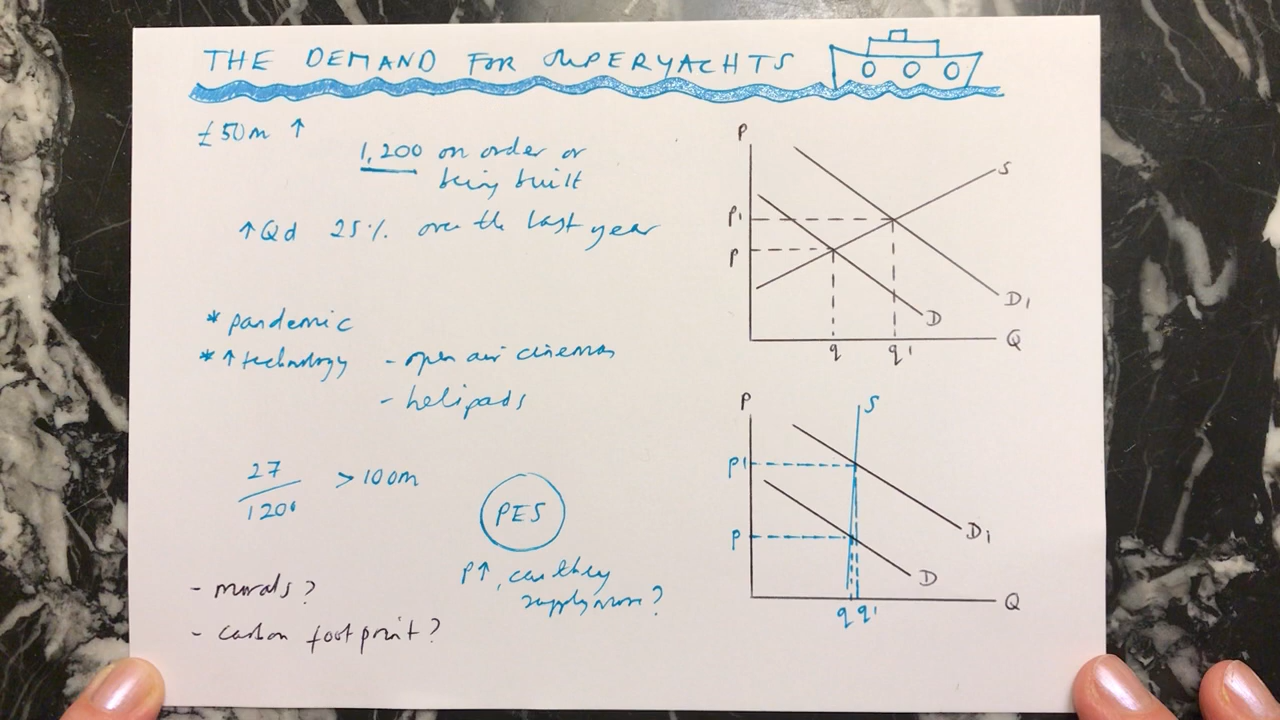 THE DEMAND FOR SUPERYACHTS
£50m ↑
1,200 on order or
being built
↑Qd 25% over the last year
* pandemic
* ↑technology - open air cinemas
- helipads
27
1200
>100m
PES
P↑, can they
supply more?
- morals?
- carbon footprint?
P
S
P1
P
D1
D
q
q1
Q
P
S
P1
P
D1
D
q q1
Q